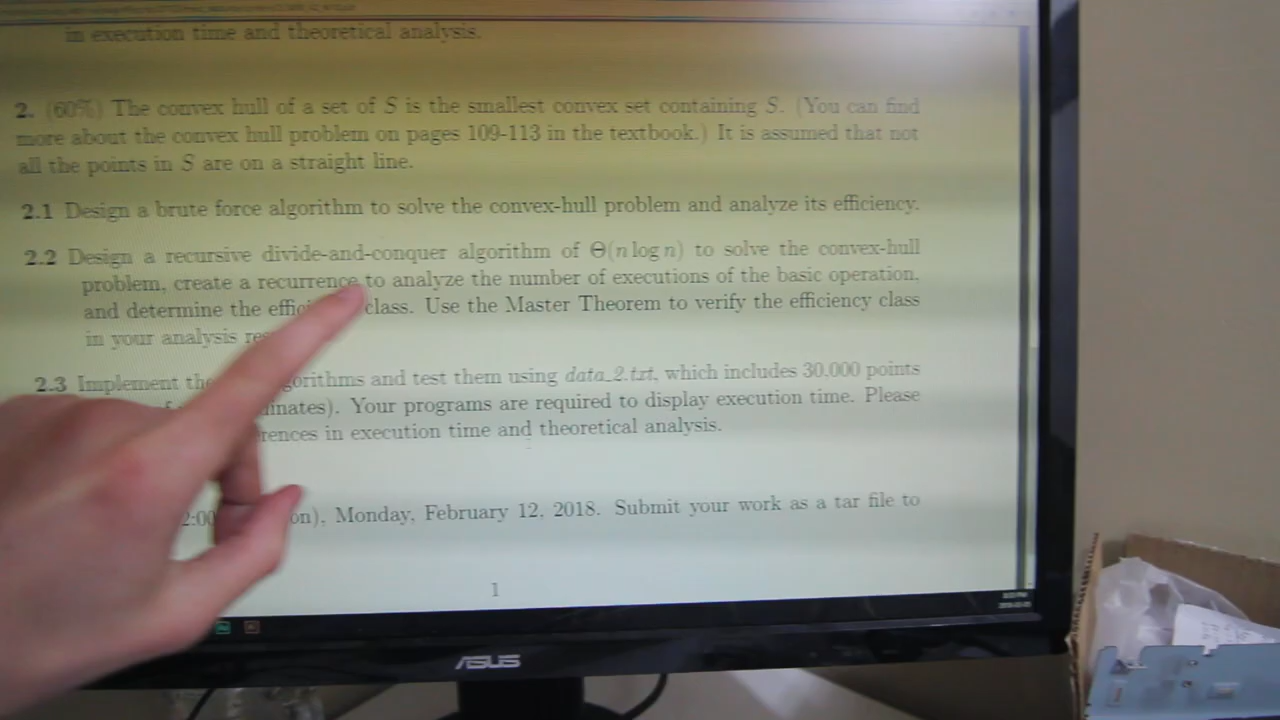 in execution time and theoretical analysis.
2. (60%) The convex hull of a set of S is the smallest convex set containing S. (You can find
more about the convex hull problem on pages 109-113 in the textbook.) It is assumed that not
all the points in S are on a straight line.
2.1 Design a brute force algorithm to solve the convex-hull problem and analyze its efficiency.
2.2 Design a recursive divide-and-conquer algorithm of Θ(n log n) to solve the convex-hull
problem, create a recurrence to analyze the number of executions of the basic operation,
and determine the class. Use the Master Theorem to verify the efficiency class
in your analysis
2.3 Implement and test them using data_2.txt, which includes 30,000 points
Your programs are required to display execution time. Please
in execution time and theoretical analysis.
Monday, February 12, 2018. Submit your work as a tar file to
1
ASUS